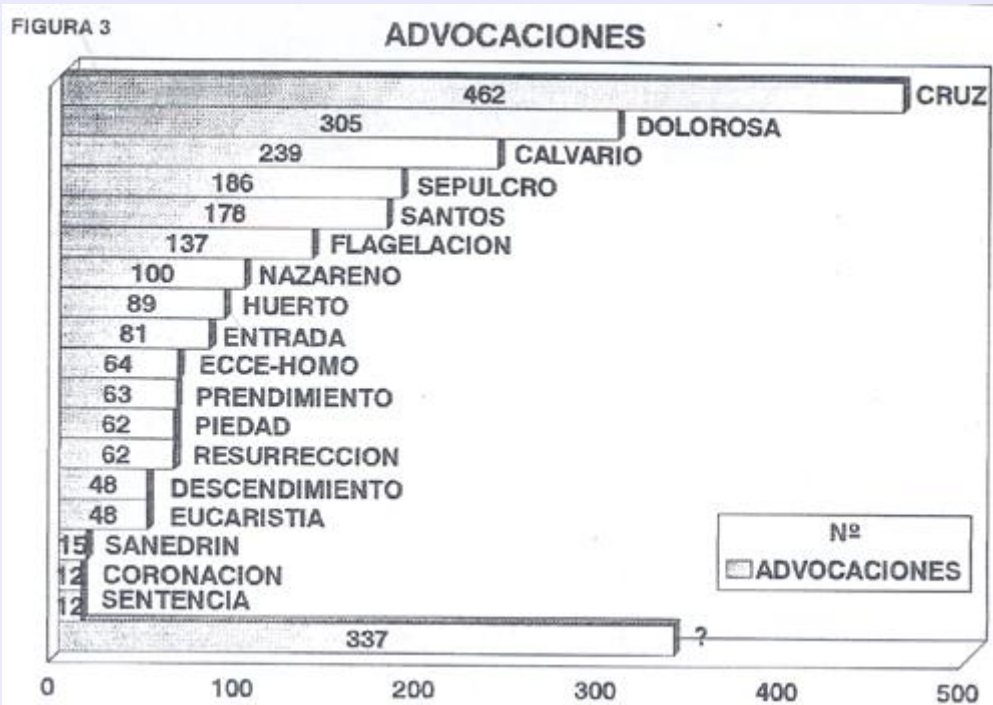 FIGURA 3
ADVOCACIONES
462 CRUZ
305 DOLOROSA
239 CALVARIO
186 SEPULCRO
178 SANTOS
137 FLAGELACION
100 NAZARENO
89 HUERTO
81 ENTRADA
64 ECCE-HOMO
63 PRENDIMIENTO
62 PIEDAD
62 RESURRECCION
48 DESCENDIMIENTO
48 EUCARISTIA
15 SANEDRIN
12 CORONACION
12 SENTENCIA
337 ?
Nº
ADVOCACIONES
0 100 200 300 400 500